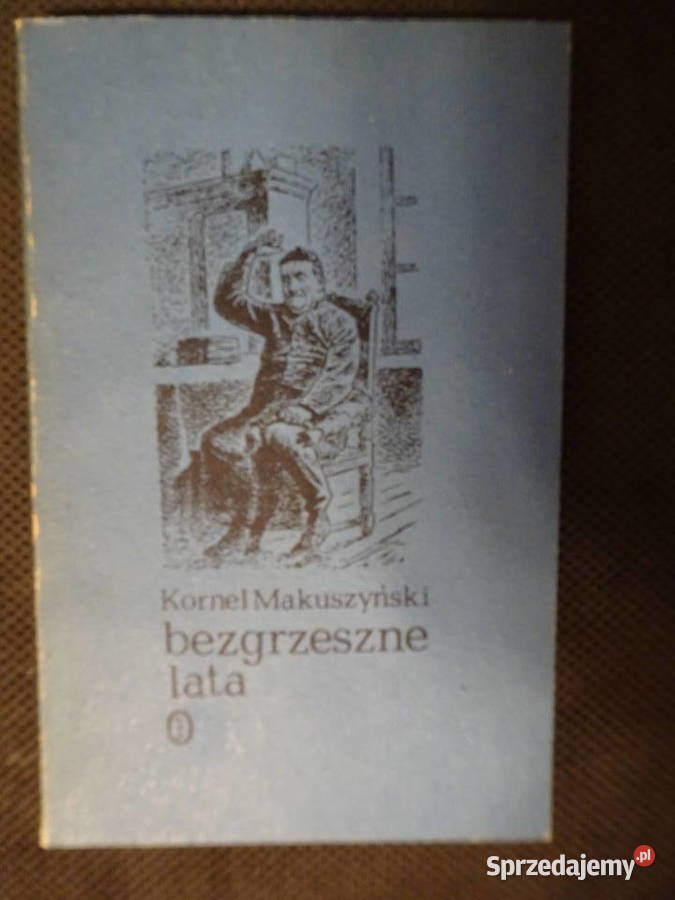 Kornel Makuszyński
bezgrzeszne
lata
Sprzedajemy.pl